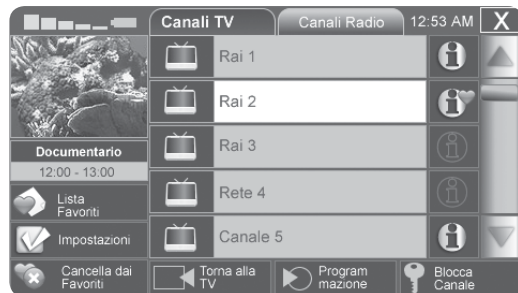 Canali TV
Canali Radio
12:53 AM
X
Rai 1
Rai 2
Rai 3
Rete 4
Canale 5
Documentario
12:00 - 13:00
Lista
Favoriti
Impostazioni
Cancella dai
Favoriti
Torna alla
TV
Program
mazione
Blocca
Canale